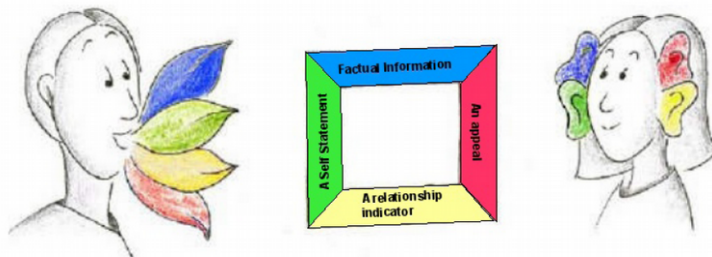 Factual Information
A Self Statement
An appeal
A relationship
indicator